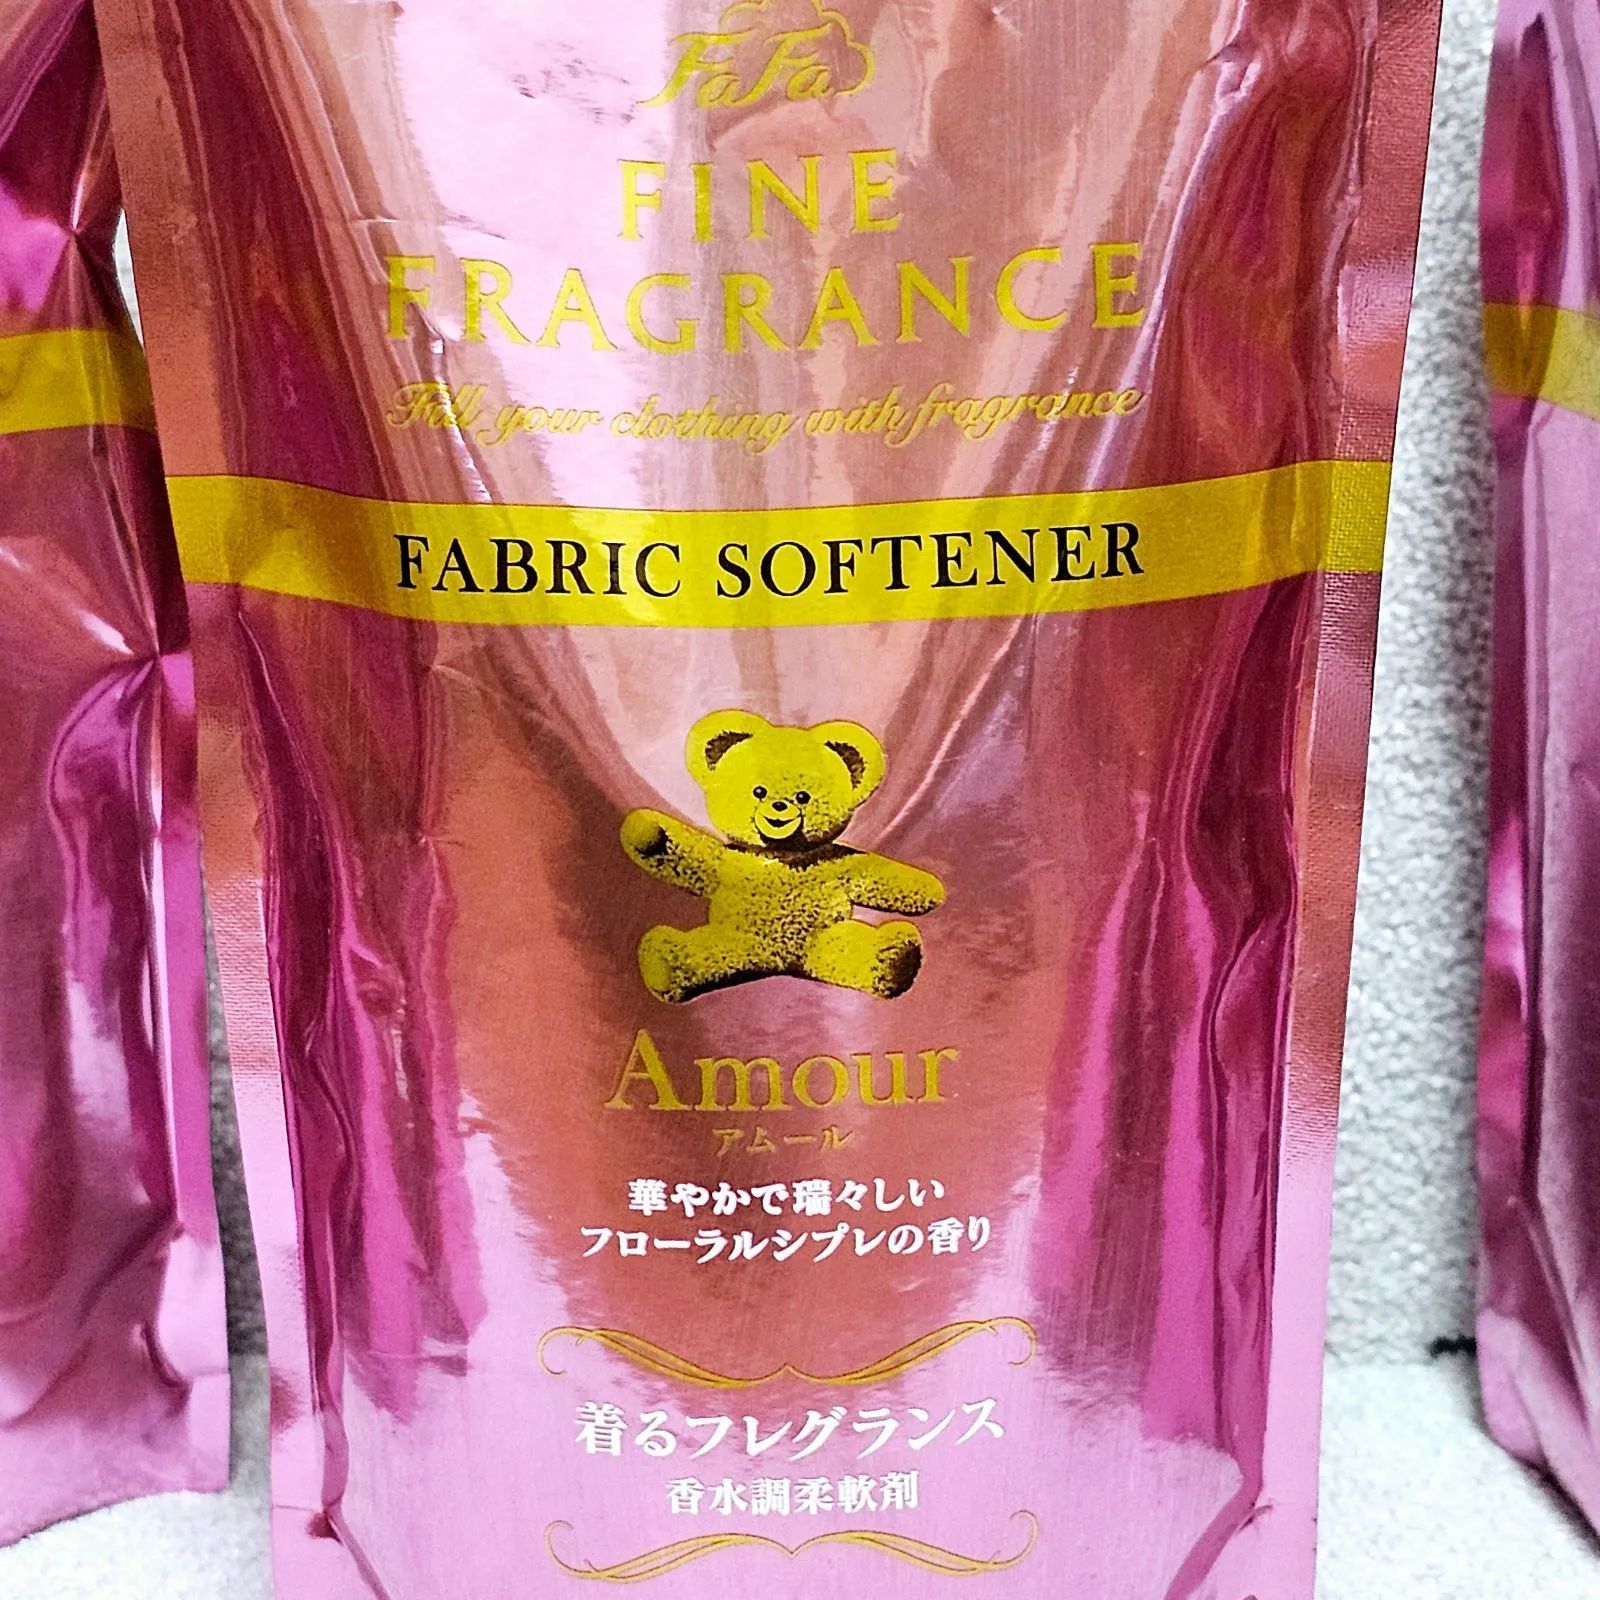 FaFa
FINE
FRAGRANCE
Fill your clothing with fragrance
FABRIC SOFTENER
Amour
アムール
華やかで瑞々しい
フローラルシプレの香り
着るフレグランス
香水調柔軟剤